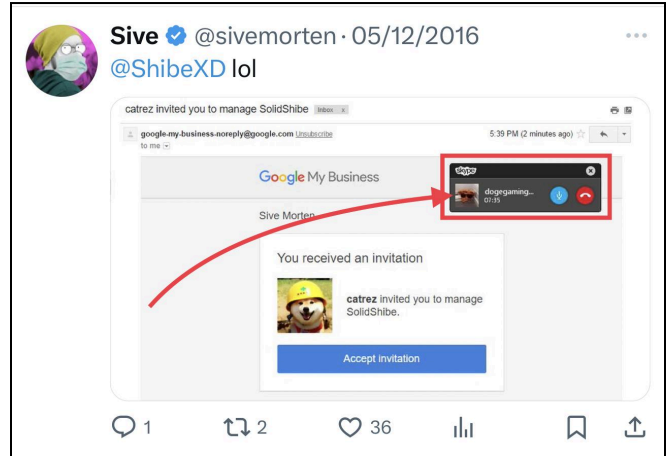 Sive @sivemorten · 05/12/2016
@ShibeXD lol
catrez invited you to manage SolidShibe Inbox x
google-my-business-noreply@google.com Unsubscribe 5:39 PM (2 minutes ago)
to me
Google My Business
skype
dogegaming...
07:35
Sive Morten
You received an invitation
catrez invited you to manage
SolidShibe.
Accept invitation
1 2 36